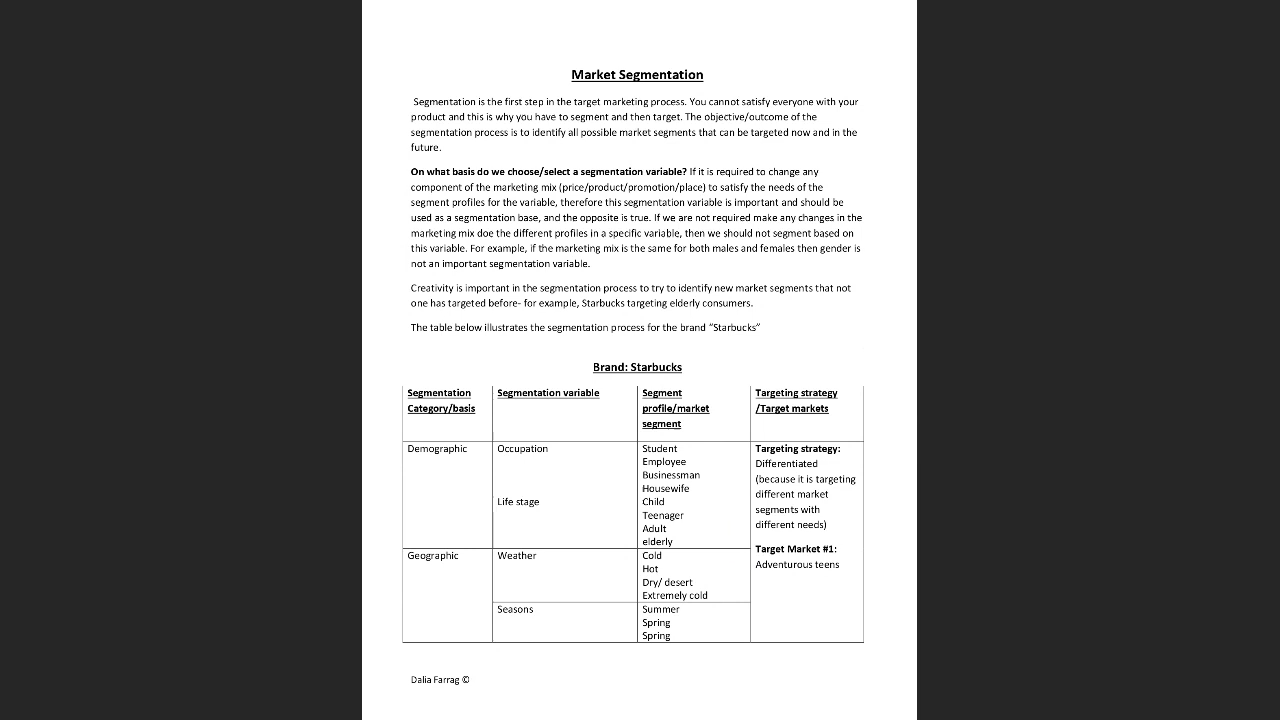 Market Segmentation
Segmentation is the first step in the target marketing process. You cannot satisfy everyone with your
product and this is why you have to segment and then target. The objective/outcome of the
segmentation process is to identify all possible market segments that can be targeted now and in the
future.
On what basis do we choose/select a segmentation variable? If it is required to change any
component of the marketing mix (price/product/promotion/place) to satisfy the needs of the
segment profiles for the variable, therefore this segmentation variable is important and should be
used as a segmentation base, and the opposite is true. If we are not required make any changes in the
marketing mix doe the different profiles in a specific variable, then we should not segment based on
this variable. For example, if the marketing mix is the same for both males and females then gender is
not an important segmentation variable.
Creativity is important in the segmentation process to try to identify new market segments that not
one has targeted before- for example, Starbucks targeting elderly consumers.
The table below illustrates the segmentation process for the brand “Starbucks”
Brand: Starbucks
Segmentation
Category/basis
Segmentation variable
Segment
profile/market
segment
Targeting strategy
/Target markets
Demographic
Occupation
Student
Employee
Businessman
Housewife
Life stage
Child
Teenager
Adult
elderly
Targeting strategy:
Differentiated
(because it is targeting
different market
segments with
different needs)
Target Market #1:
Adventurous teens
Geographic
Weather
Cold
Hot
Dry/ desert
Extremely cold
Seasons
Summer
Spring
Spring
Dalia Farrag ©